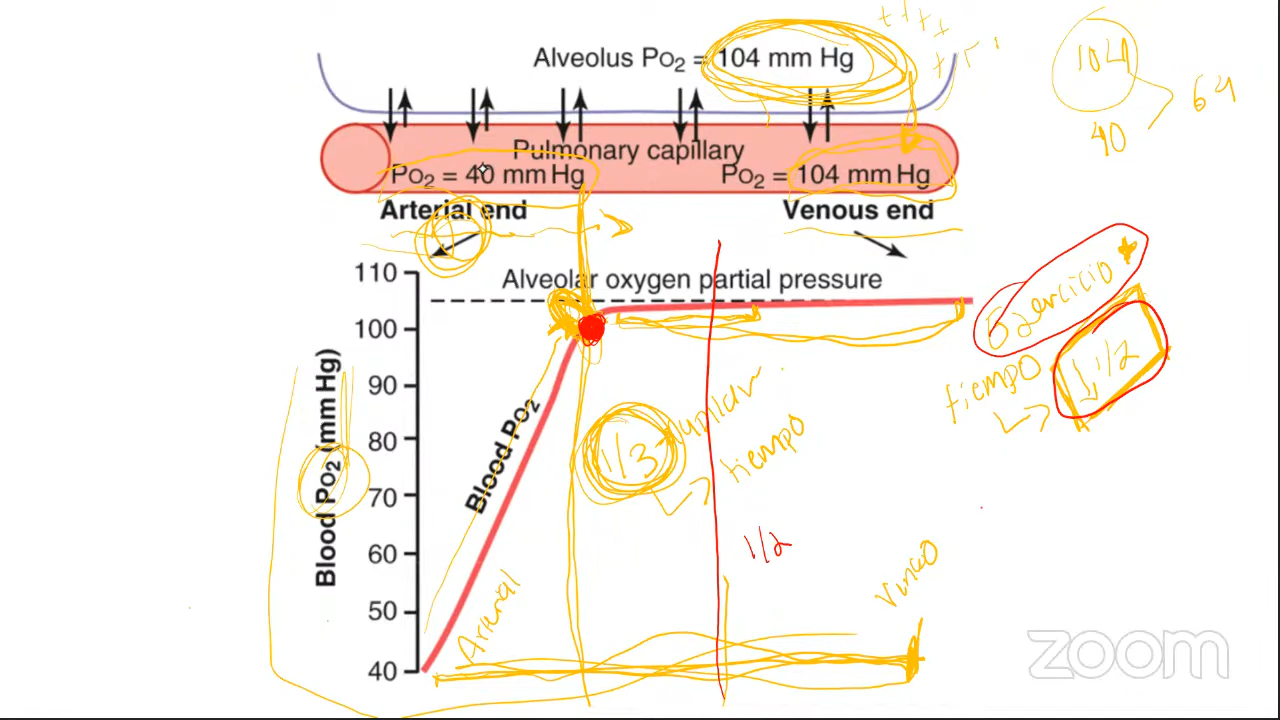 Alveolus PO2 = 104 mm Hg
104
40
64
Pulmonary capillary
PO2 = 40 mm Hg
PO2 = 104 mm Hg
Arterial end
Venous end
Alveolar oxygen partial pressure
Blood PO2 (mm Hg)
110
100
90
80
70
60
50
40
Blood PO2
1/3
tiempo
1/2
Ejercicio +
tiempo
↓ 1/2
Arterial
zoom